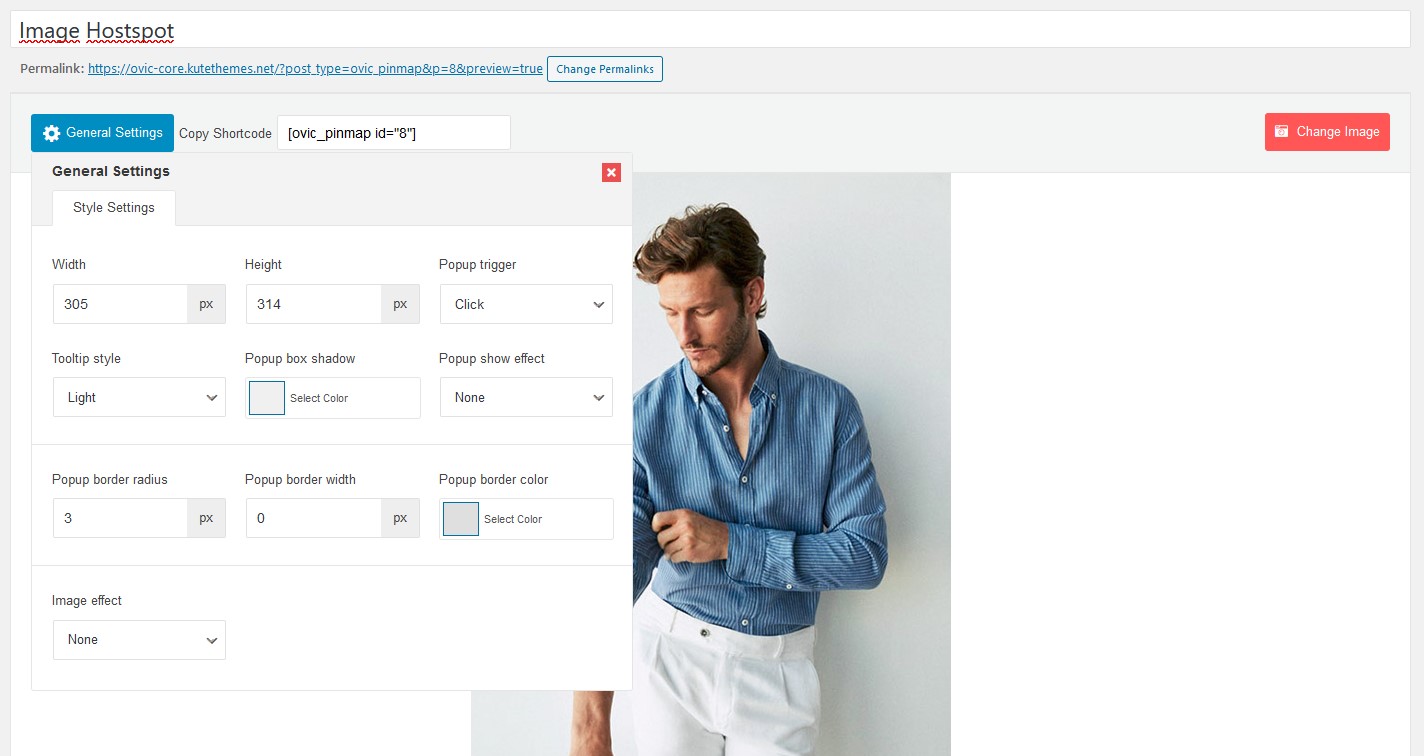 Image Hostspot
Permalink: https://ovic-core.kutethemes.net/?post_type=ovic_pinmap&p=8&preview=true Change Permalinks
General Settings Copy Shortcode [ovic_pinmap id="8"] Change Image
General Settings
Style Settings
Width Height Popup trigger
305 px 314 px Click
Tooltip style Popup box shadow Popup show effect
Light Select Color None
Popup border radius Popup border width Popup border color
3 px 0 px Select Color
Image effect
None